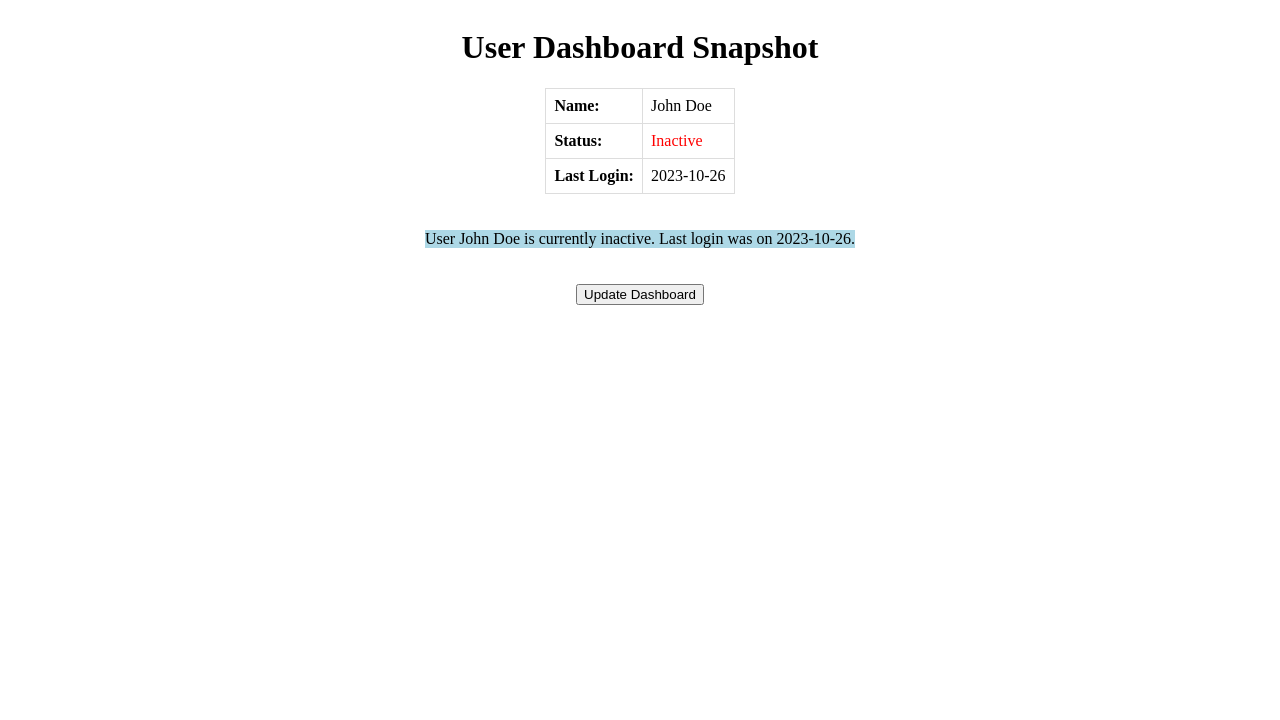 User Dashboard Snapshot
Name: John Doe
Status: Inactive
Last Login: 2023-10-26
User John Doe is currently inactive. Last login was on 2023-10-26.
Update Dashboard